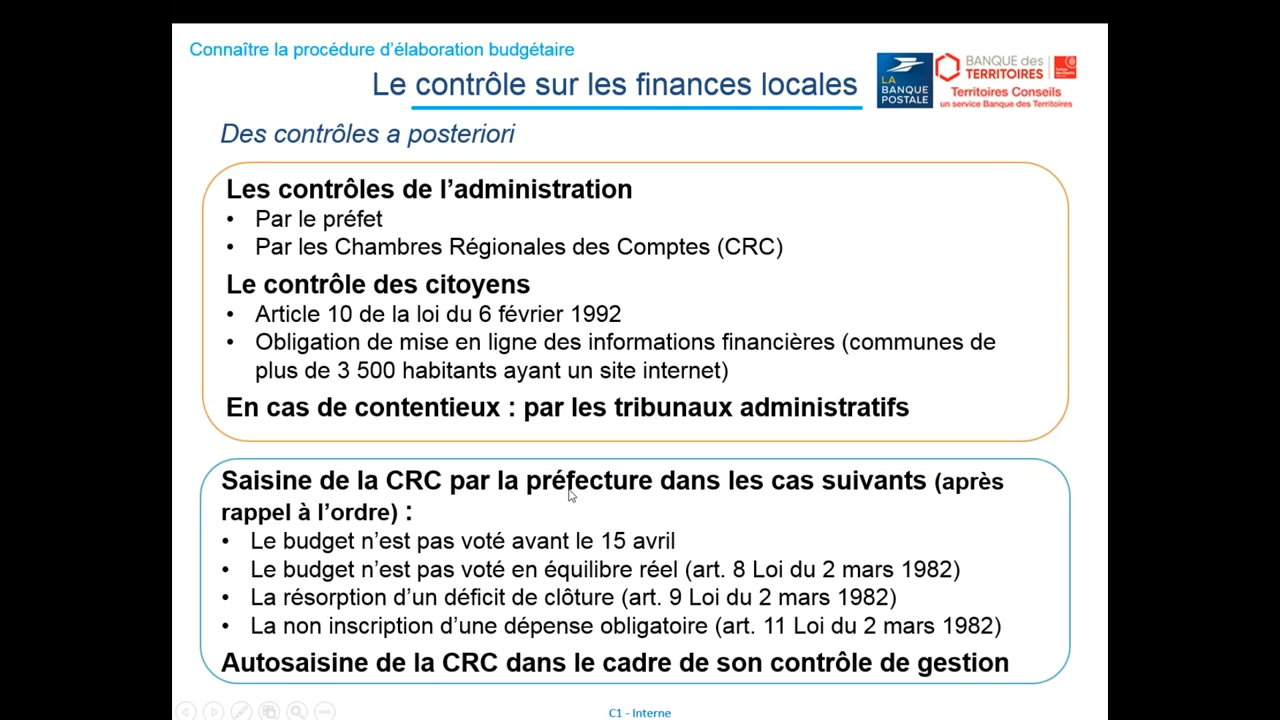 Connaître la procédure d'élaboration budgétaire
Le contrôle sur les finances locales
LA
BANQUE
POSTALE
BANQUE des
TERRITOIRES
Territoires Conseils
un service Banque des Territoires
Des contrôles a posteriori
Les contrôles de l'administration
• Par le préfet
• Par les Chambres Régionales des Comptes (CRC)
Le contrôle des citoyens
• Article 10 de la loi du 6 février 1992
• Obligation de mise en ligne des informations financières (communes de
plus de 3 500 habitants ayant un site internet)
En cas de contentieux : par les tribunaux administratifs
Saisine de la CRC par la préfecture dans les cas suivants (après
rappel à l'ordre) :
• Le budget n'est pas voté avant le 15 avril
• Le budget n'est pas voté en équilibre réel (art. 8 Loi du 2 mars 1982)
• La résorption d'un déficit de clôture (art. 9 Loi du 2 mars 1982)
• La non inscription d'une dépense obligatoire (art. 11 Loi du 2 mars 1982)
Autosaisine de la CRC dans le cadre de son contrôle de gestion
C1 - Interne